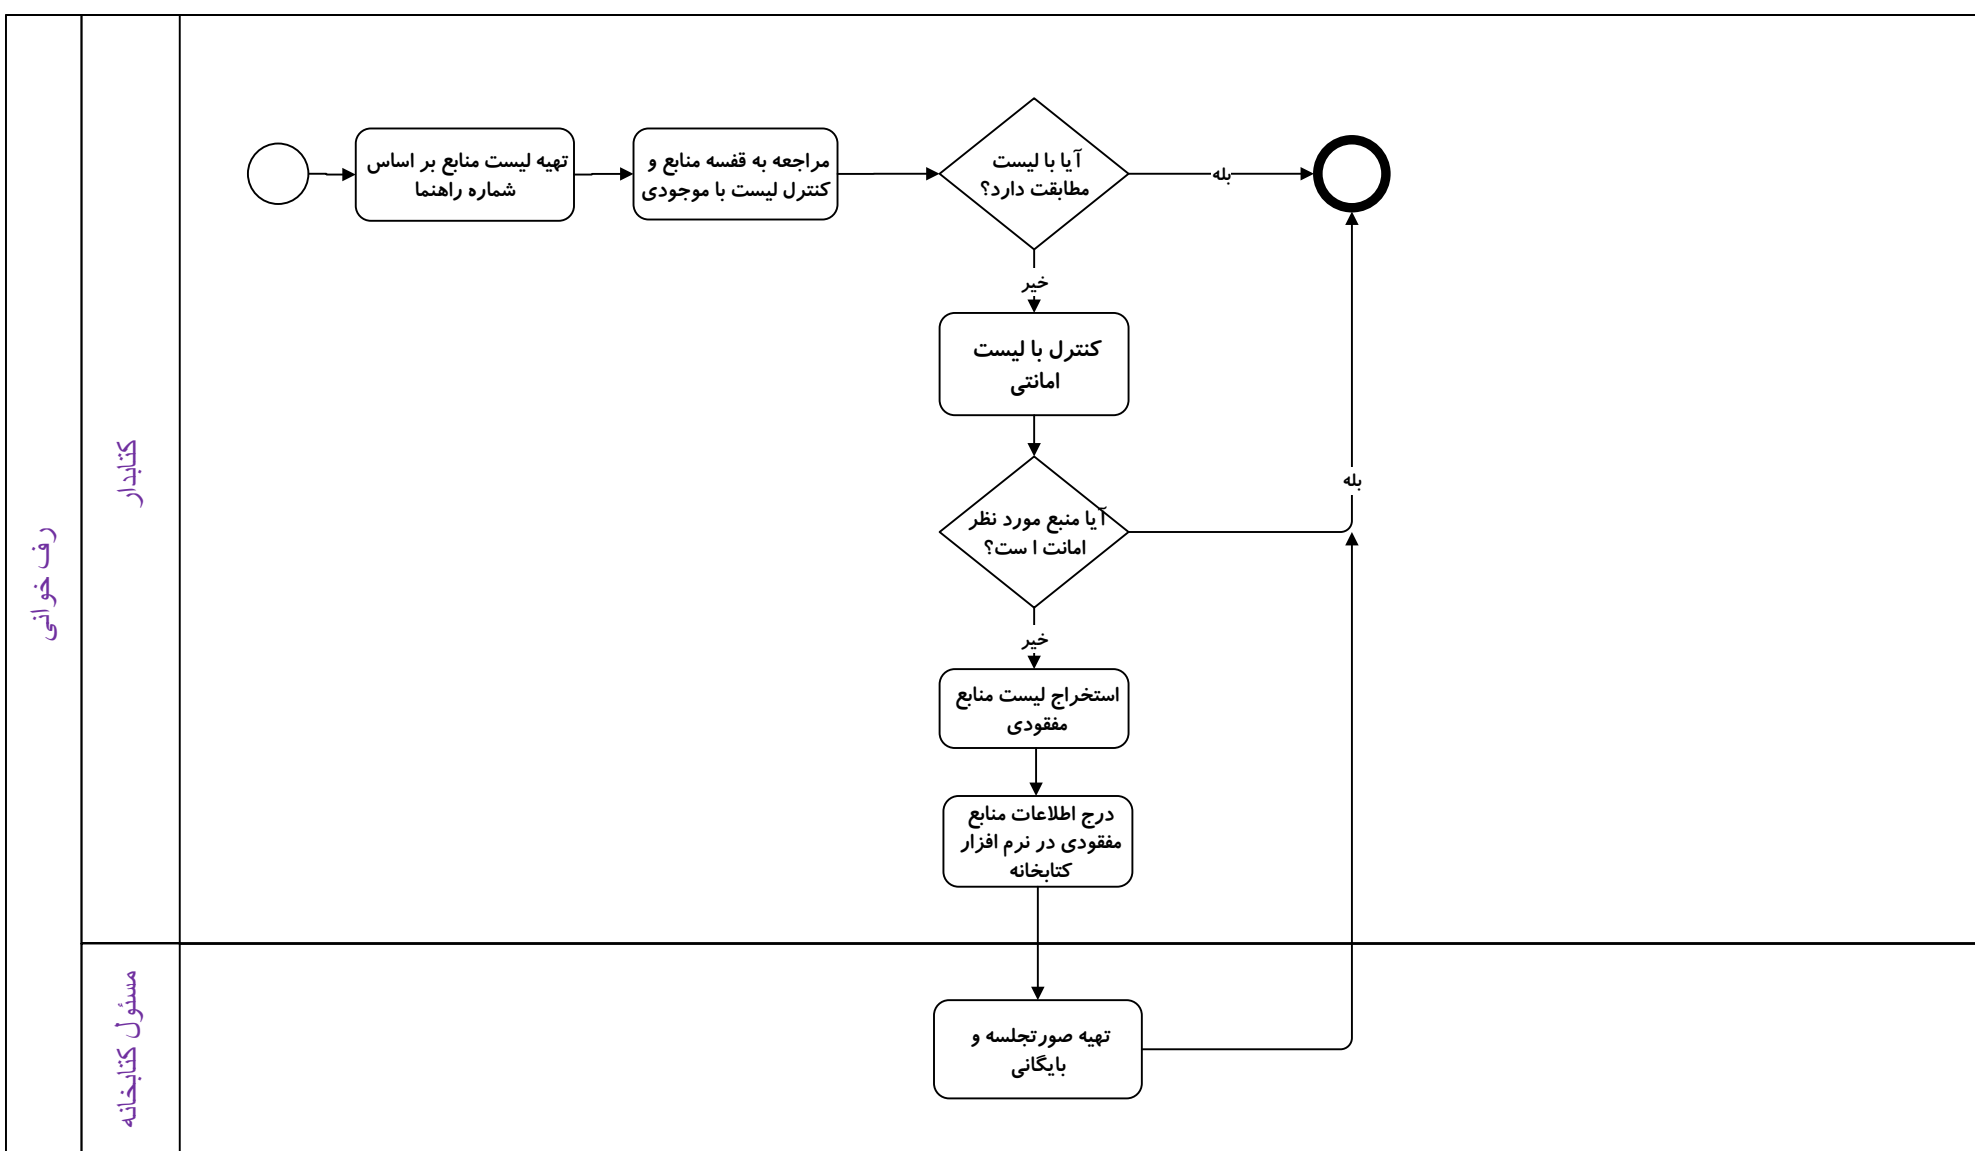 رف خوانی
کتابدار
تهیه لیست منابع بر اساس
شماره راهنما
مراجعه به قفسه منابع و
کنترل لیست با موجودی
آیا با لیست
مطابقت دارد؟
بله
خیر
کنترل با لیست
امانتی
آیا منبع مورد نظر
امانت ا ست؟
بله
خیر
استخراج لیست منابع
مفقودی
درج اطلاعات منابع
مفقودی در نرم افزار
کتابخانه
مسئول کتابخانه
تهیه صورتجلسه و
بایگانی